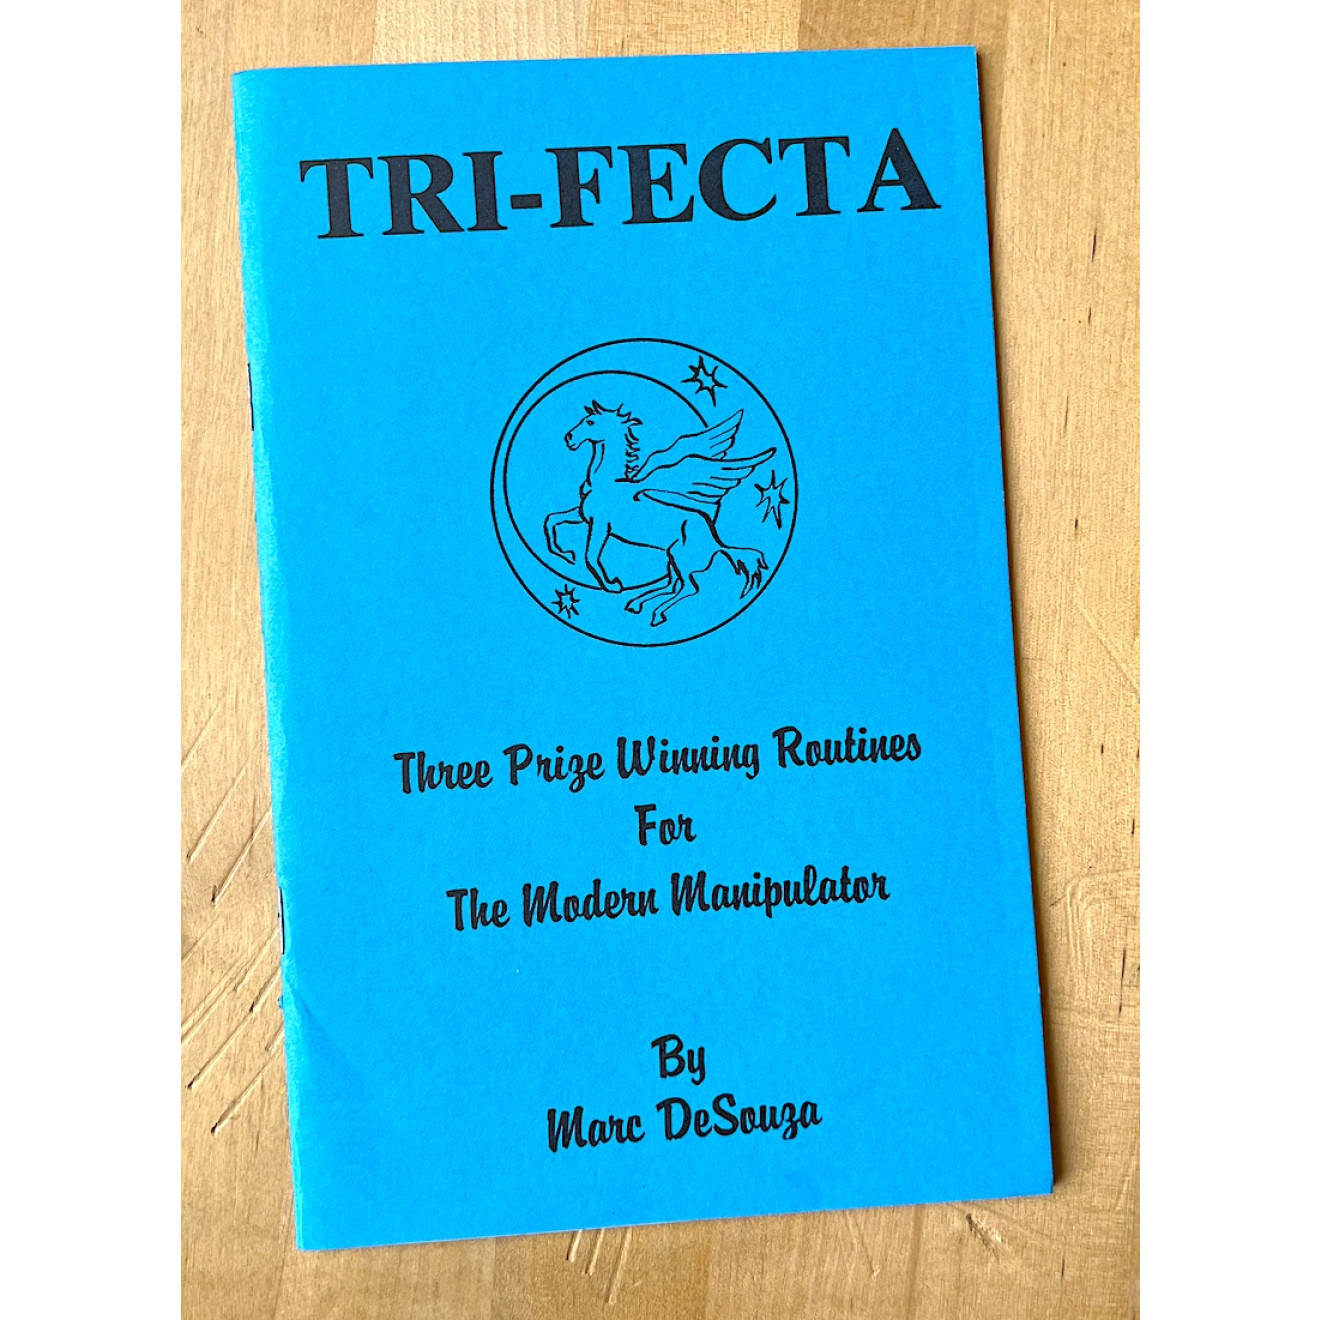 TRI-FECTA
Three Prize Winning Routines
For
The Modern Manipulator
By
Marc DeSouza